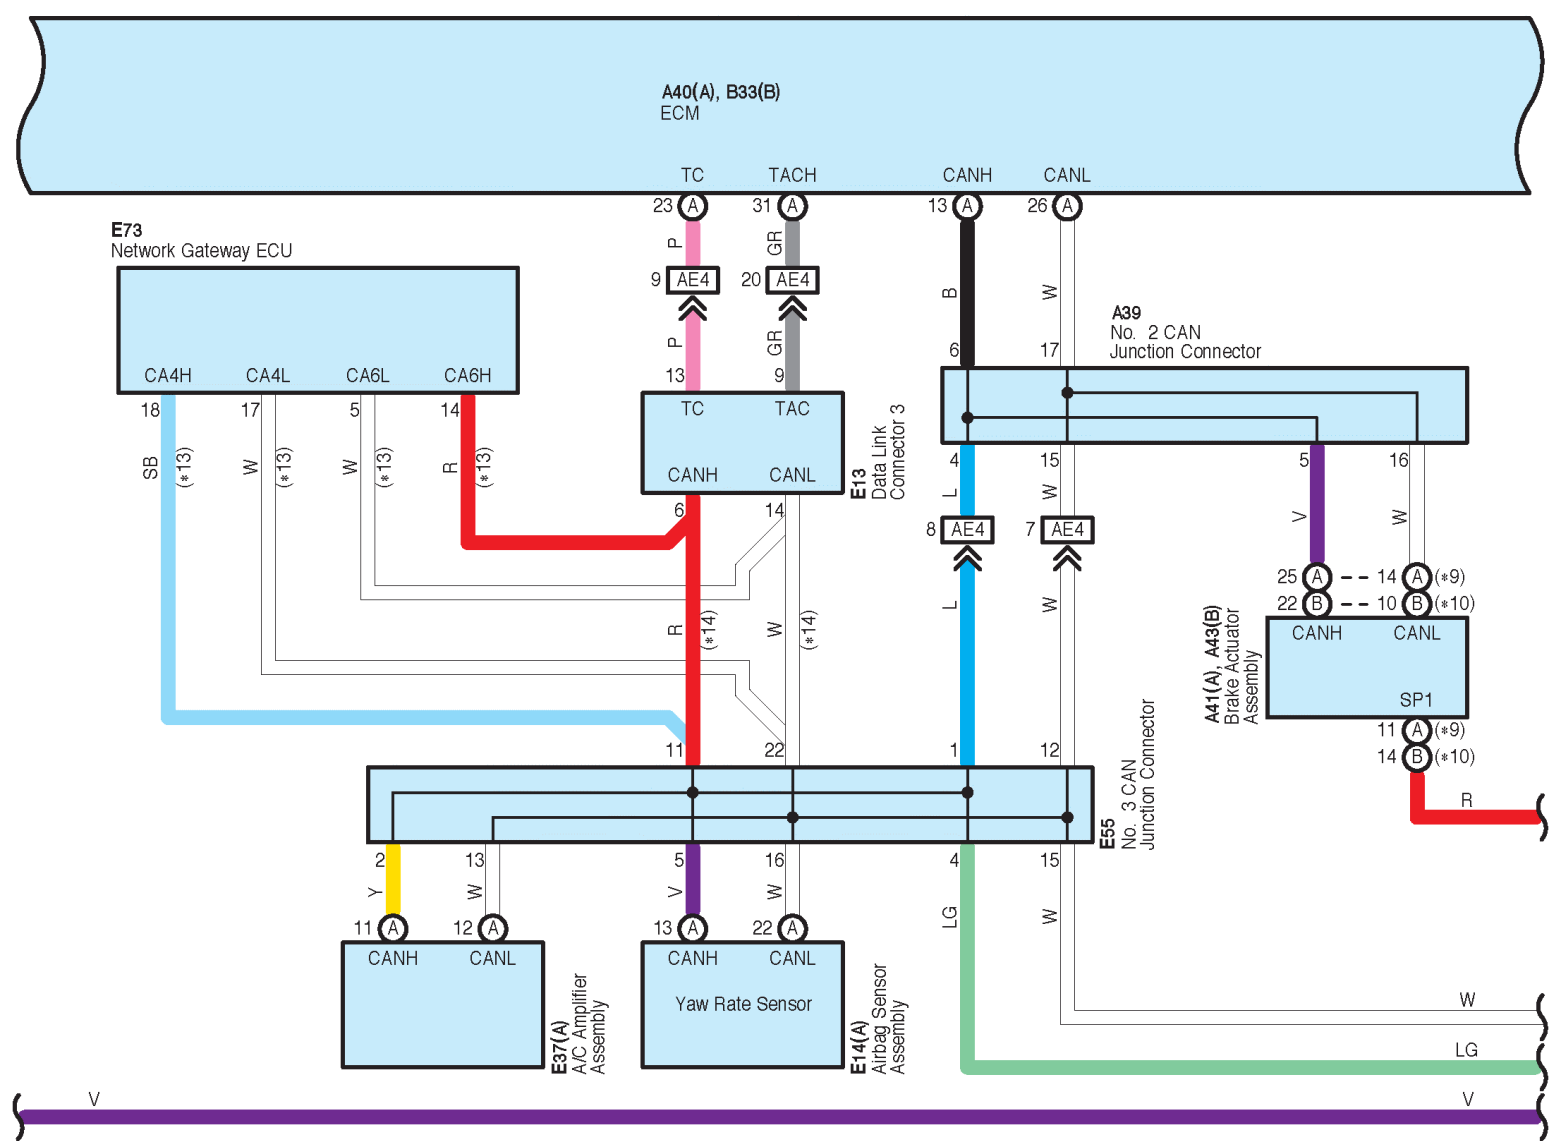 A40(A), B33(B)
ECM
TC TACH CANH CANL
23 A 31 A 13 A 26 A
E73
Network Gateway ECU
P GR
9 AE4 20 AE4
B W
A39
No. 2 CAN
Junction Connector
P GR
6 17
13 9
CA4H CA4L CA6L CA6H
TC TAC
18 17 5 14
E13
Data Link
Connector 3
SB (*13) W (*13) W (*13) R (*13)
CANH CANL
4 15 5 16
L W
6 14
V W
8 AE4 7 AE4
25 A 14 A (*9)
22 B 10 B (*10)
L W
R (*14) W (*14)
CANH CANL
A41(A), A43(B)
Brake Actuator
Assembly
SP1
11 A (*9)
14 B (*10)
11 22 1 12
R
E55
No. 3 CAN
Junction Connector
2 13 5 16 4 15
Y W V W LG W
11 A 12 A 13 A 22 A
CANH CANL CANH CANL
Yaw Rate Sensor
E37(A)
A/C Amplifier
Assembly
E14(A)
Airbag Sensor
Assembly
W
LG
V V